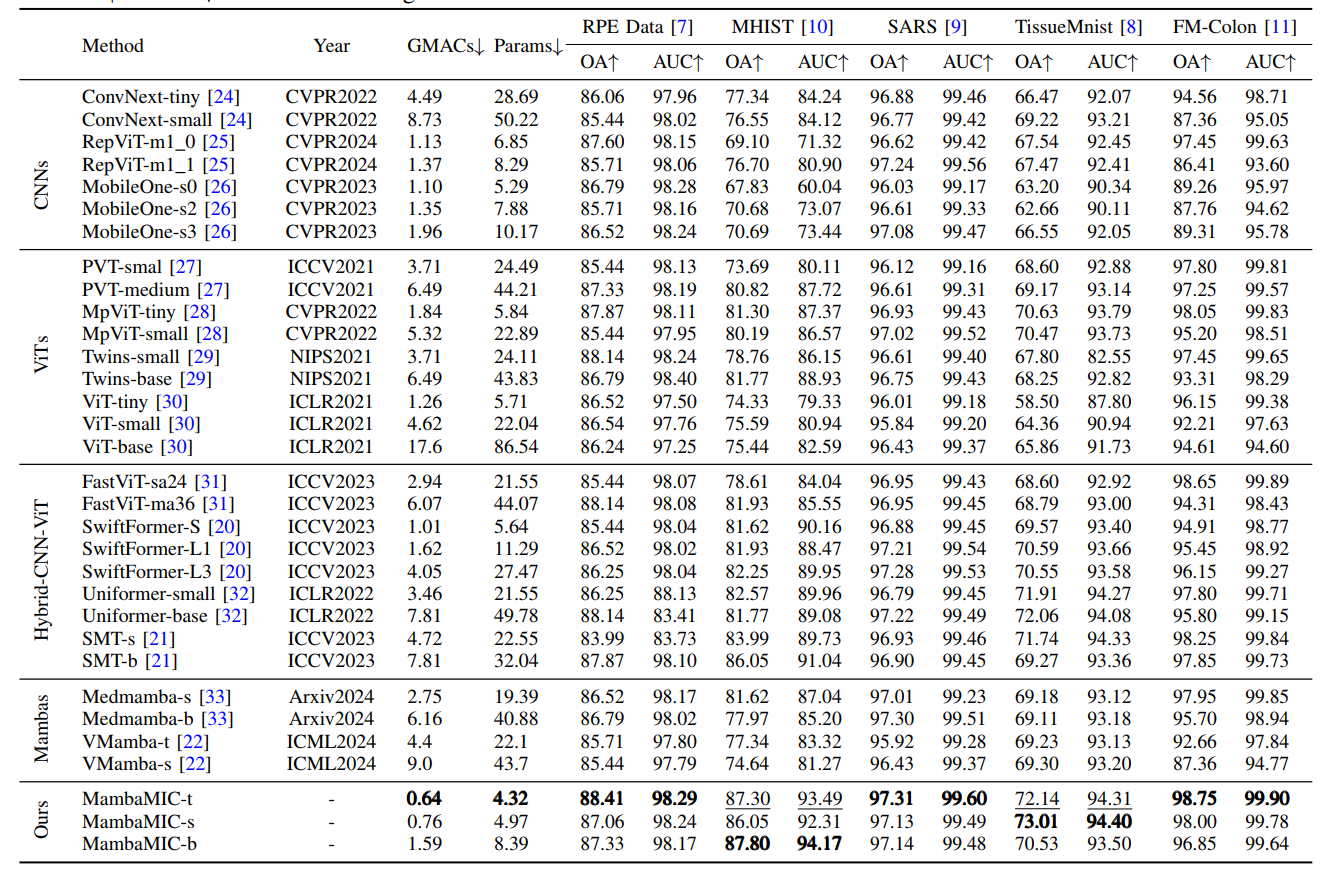 Method Year GMACs↓ Params↓ RPE Data [7] MHIST [10] SARS [9] TissueMnist [8] FM-Colon [11]
OA↑ AUC↑ OA↑ AUC↑ OA↑ AUC↑ OA↑ AUC↑ OA↑ AUC↑
CNNs
ConvNext-tiny [24] CVPR2022 4.49 28.69 86.06 97.96 77.34 84.24 96.88 99.46 66.47 92.07 94.56 98.71
ConvNext-small [24] CVPR2022 8.73 50.22 85.44 98.02 76.55 84.12 96.77 99.42 69.22 93.21 87.36 95.05
RepViT-m1_0 [25] CVPR2024 1.13 6.85 87.60 98.15 69.10 71.32 96.62 99.42 67.54 92.45 97.45 99.63
RepViT-m1_1 [25] CVPR2024 1.37 8.29 85.71 98.06 76.70 80.90 97.24 99.56 67.47 92.41 86.41 93.60
MobileOne-s0 [26] CVPR2023 1.10 5.29 86.79 98.28 67.83 60.04 96.03 99.17 63.20 90.34 89.26 95.97
MobileOne-s2 [26] CVPR2023 1.35 7.88 85.71 98.16 70.68 73.07 96.61 99.33 62.66 90.11 87.76 94.62
MobileOne-s3 [26] CVPR2023 1.96 10.17 86.52 98.24 70.69 73.44 97.08 99.47 66.55 92.05 89.31 95.78
ViTs
PVT-smal [27] ICCV2021 3.71 24.49 85.44 98.13 73.69 80.11 96.12 99.16 68.60 92.88 97.80 99.81
PVT-medium [27] ICCV2021 6.49 44.21 87.33 98.19 80.82 87.72 96.61 99.31 69.17 93.14 97.25 99.57
MpViT-tiny [28] CVPR2022 1.84 5.84 87.87 98.11 81.30 87.37 96.93 99.43 70.63 93.79 98.05 99.83
MpViT-small [28] CVPR2022 5.32 22.89 85.44 97.95 80.19 86.57 97.02 99.52 70.47 93.73 95.20 98.51
Twins-small [29] NIPS2021 3.71 24.11 88.14 98.24 78.76 86.15 96.61 99.40 67.80 82.55 97.45 99.65
Twins-base [29] NIPS2021 6.49 43.83 86.79 98.40 81.77 88.93 96.75 99.43 68.25 92.82 93.31 98.29
ViT-tiny [30] ICLR2021 1.26 5.71 86.52 97.50 74.33 79.33 96.01 99.18 58.50 87.80 96.15 99.38
ViT-small [30] ICLR2021 4.62 22.04 86.54 97.76 75.59 80.94 95.84 99.20 64.36 90.94 92.21 97.63
ViT-base [30] ICLR2021 17.6 86.54 86.24 97.25 75.44 82.59 96.43 99.37 65.86 91.73 94.61 94.60
Hybrid-CNN-ViT
FastViT-sa24 [31] ICCV2023 2.94 21.55 85.44 98.07 78.61 84.04 96.95 99.43 68.60 92.92 98.65 99.89
FastViT-ma36 [31] ICCV2023 6.07 44.07 88.14 98.08 81.93 85.55 96.95 99.45 68.79 93.00 94.31 98.43
SwiftFormer-S [20] ICCV2023 1.01 5.64 85.44 98.04 81.62 90.16 96.88 99.45 69.57 93.40 94.91 98.77
SwiftFormer-L1 [20] ICCV2023 1.62 11.29 86.52 98.02 81.93 88.47 97.21 99.54 70.59 93.66 95.45 98.92
SwiftFormer-L3 [20] ICCV2023 4.05 27.47 86.25 98.04 82.25 89.95 97.28 99.53 70.55 93.58 96.15 99.27
Uniformer-small [32] ICLR2022 3.46 21.55 86.25 88.13 82.57 89.96 96.79 99.45 71.91 94.27 97.80 99.71
Uniformer-base [32] ICLR2022 7.81 49.78 88.14 83.41 81.77 89.08 97.22 99.49 72.06 94.08 95.80 99.15
SMT-s [21] ICCV2023 4.72 22.55 83.99 83.73 83.99 89.73 96.93 99.46 71.74 94.33 98.25 99.84
SMT-b [21] ICCV2023 7.81 32.04 87.87 98.10 86.05 91.04 96.90 99.45 69.27 93.36 97.85 99.73
Mambas
Medmamba-s [33] Arxiv2024 2.75 19.39 86.52 98.17 81.62 87.04 97.01 99.23 69.18 93.12 97.95 99.85
Medmamba-b [33] Arxiv2024 6.16 40.88 86.79 98.02 77.97 85.20 97.30 99.51 69.11 93.18 95.70 98.94
VMamba-t [22] ICML2024 4.4 22.1 85.71 97.80 77.34 83.32 95.92 99.28 69.23 93.13 92.66 97.84
VMamba-s [22] ICML2024 9.0 43.7 85.44 97.79 74.64 81.27 96.43 99.37 69.30 93.20 87.36 94.77
Ours
MambaMIC-t - 0.64 4.32 88.41 98.29 87.30 93.49 97.31 99.60 72.14 94.31 98.75 99.90
MambaMIC-s - 0.76 4.97 87.06 98.24 86.05 92.31 97.13 99.49 73.01 94.40 98.00 99.78
MambaMIC-b - 1.59 8.39 87.33 98.17 87.80 94.17 97.14 99.48 70.53 93.50 96.85 99.64